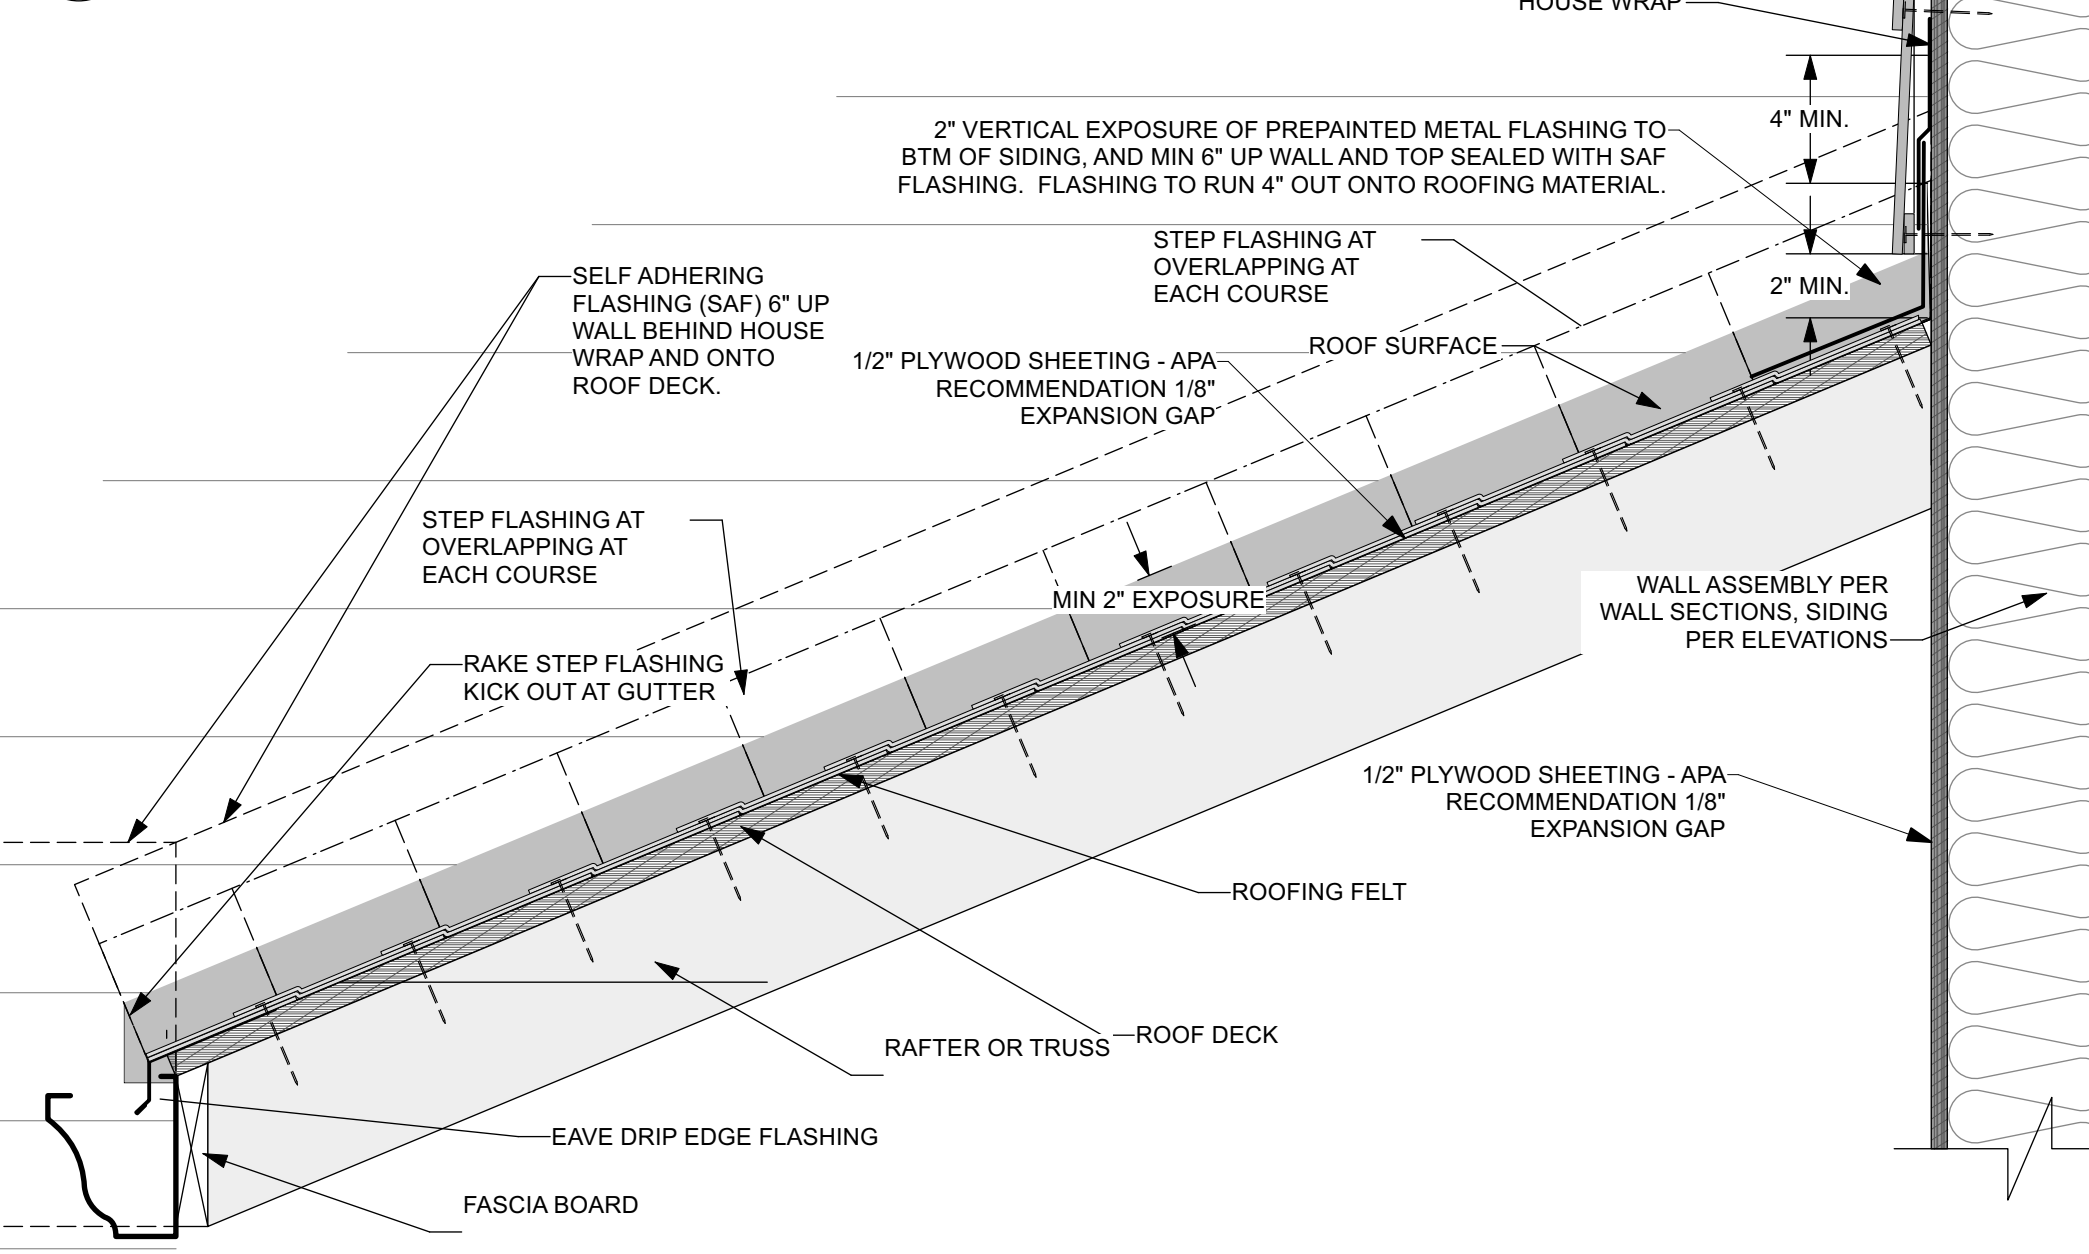 HOUSE WRAP
4" MIN.
2" VERTICAL EXPOSURE OF PREPAINTED METAL FLASHING TO
BTM OF SIDING, AND MIN 6" UP WALL AND TOP SEALED WITH SAF
FLASHING. FLASHING TO RUN 4" OUT ONTO ROOFING MATERIAL.
STEP FLASHING AT
OVERLAPPING AT
EACH COURSE
2" MIN.
SELF ADHERING
FLASHING (SAF) 6" UP
WALL BEHIND HOUSE
WRAP AND ONTO
ROOF DECK.
ROOF SURFACE
1/2" PLYWOOD SHEETING - APA
RECOMMENDATION 1/8"
EXPANSION GAP
STEP FLASHING AT
OVERLAPPING AT
EACH COURSE
MIN 2" EXPOSURE
WALL ASSEMBLY PER
WALL SECTIONS, SIDING
PER ELEVATIONS
RAKE STEP FLASHING
KICK OUT AT GUTTER
1/2" PLYWOOD SHEETING - APA
RECOMMENDATION 1/8"
EXPANSION GAP
ROOFING FELT
ROOF DECK
RAFTER OR TRUSS
EAVE DRIP EDGE FLASHING
FASCIA BOARD